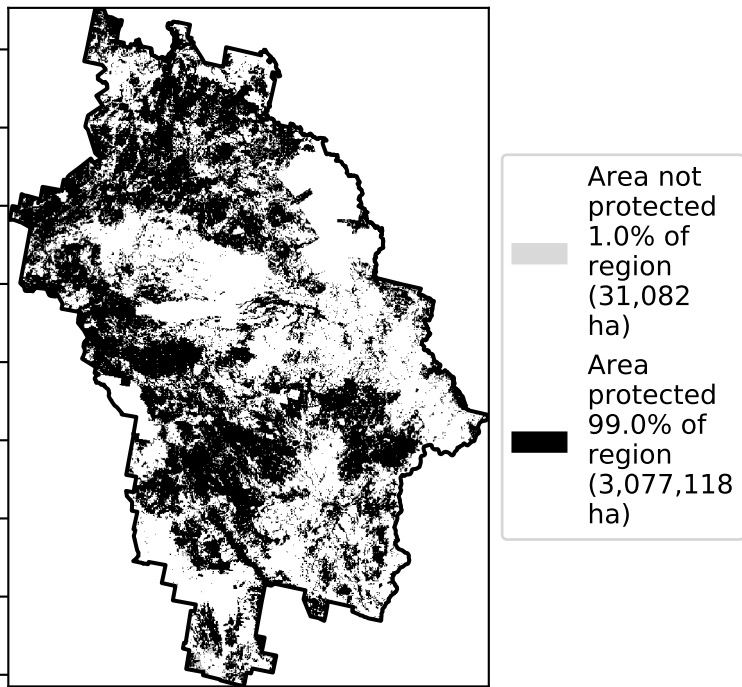 Area not
protected
1.0% of
region
(31,082
ha)
Area
protected
99.0% of
region
(3,077,118
ha)